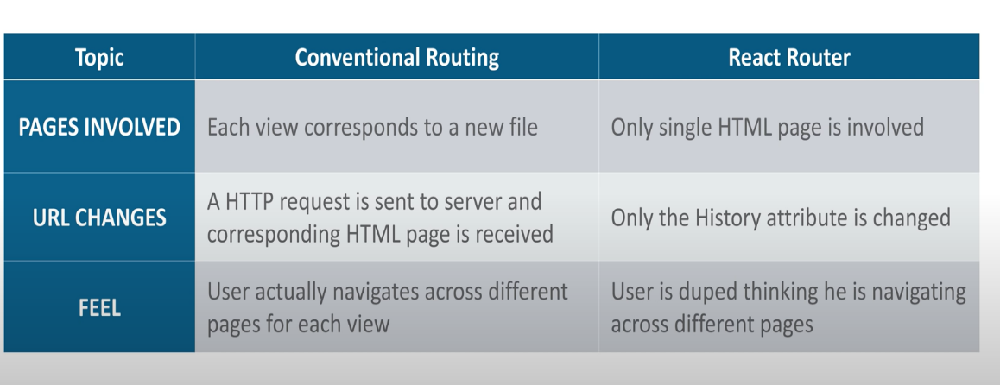 Topic
Conventional Routing
React Router
PAGES INVOLVED
Each view corresponds to a new file
Only single HTML page is involved
URL CHANGES
A HTTP request is sent to server and
corresponding HTML page is received
Only the History attribute is changed
FEEL
User actually navigates across different
pages for each view
User is duped thinking he is navigating
across different pages